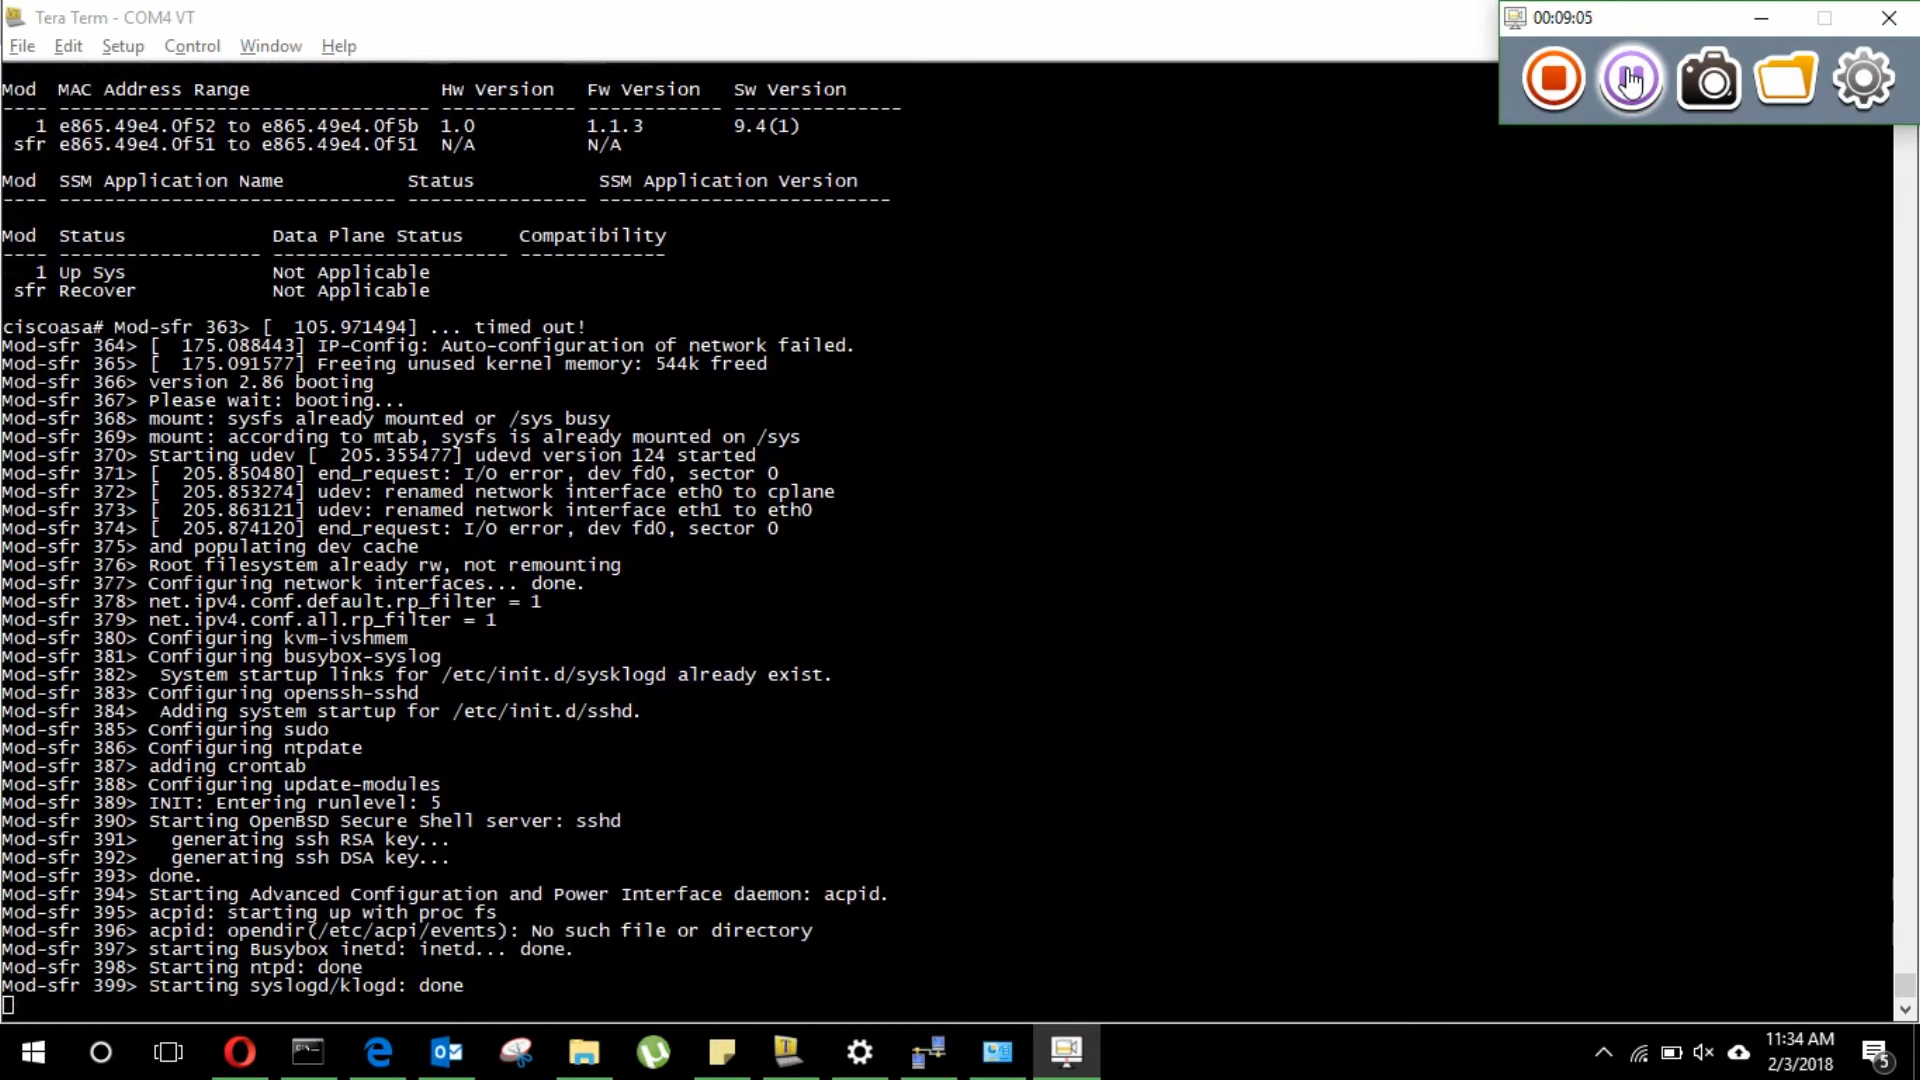 Tera Term - COM4 VT
00:09:05
File Edit Setup Control Window Help
Mod MAC Address Range Hw Version Fw Version Sw Version
---- --------------------------------- ------------ ------------ ---------------
1 e865.49e4.0f52 to e865.49e4.0f5b 1.0 1.1.3 9.4(1)
sfr e865.49e4.0f51 to e865.49e4.0f51 N/A N/A
Mod SSM Application Name Status SSM Application Version
---- ------------------------------ ---------------- --------------------------
Mod Status Data Plane Status Compatibility
---- ------------------ --------------------- -------------
1 Up Sys Not Applicable
sfr Recover Not Applicable
ciscoasa# Mod-sfr 363> [ 105.971494] ... timed out!
Mod-sfr 364> [ 175.088443] IP-Config: Auto-configuration of network failed.
Mod-sfr 365> [ 175.091577] Freeing unused kernel memory: 544k freed
Mod-sfr 366> version 2.86 booting
Mod-sfr 367> Please wait: booting...
Mod-sfr 368> mount: sysfs already mounted or /sys busy
Mod-sfr 369> mount: according to mtab, sysfs is already mounted on /sys
Mod-sfr 370> Starting udev [ 205.355477] udevd version 124 started
Mod-sfr 371> [ 205.850480] end_request: I/O error, dev fd0, sector 0
Mod-sfr 372> [ 205.853274] udev: renamed network interface eth0 to cplane
Mod-sfr 373> [ 205.863121] udev: renamed network interface eth1 to eth0
Mod-sfr 374> [ 205.874120] end_request: I/O error, dev fd0, sector 0
Mod-sfr 375> and populating dev cache
Mod-sfr 376> Root filesystem already rw, not remounting
Mod-sfr 377> Configuring network interfaces... done.
Mod-sfr 378> net.ipv4.conf.default.rp_filter = 1
Mod-sfr 379> net.ipv4.conf.all.rp_filter = 1
Mod-sfr 380> Configuring kvm-ivshmem
Mod-sfr 381> Configuring busybox-syslog
Mod-sfr 382> System startup links for /etc/init.d/sysklogd already exist.
Mod-sfr 383> Configuring openssh-sshd
Mod-sfr 384> Adding system startup for /etc/init.d/sshd.
Mod-sfr 385> Configuring sudo
Mod-sfr 386> Configuring ntpdate
Mod-sfr 387> adding crontab
Mod-sfr 388> Configuring update-modules
Mod-sfr 389> INIT: Entering runlevel: 5
Mod-sfr 390> Starting OpenBSD Secure Shell server: sshd
Mod-sfr 391> generating ssh RSA key...
Mod-sfr 392> generating ssh DSA key...
Mod-sfr 393> done.
Mod-sfr 394> Starting Advanced Configuration and Power Interface daemon: acpid.
Mod-sfr 395> acpid: starting up with proc fs
Mod-sfr 396> acpid: opendir(/etc/acpi/events): No such file or directory
Mod-sfr 397> starting Busybox inetd: inetd... done.
Mod-sfr 398> Starting ntpd: done
Mod-sfr 399> Starting syslogd/klogd: done
11:34 AM
2/3/2018
5